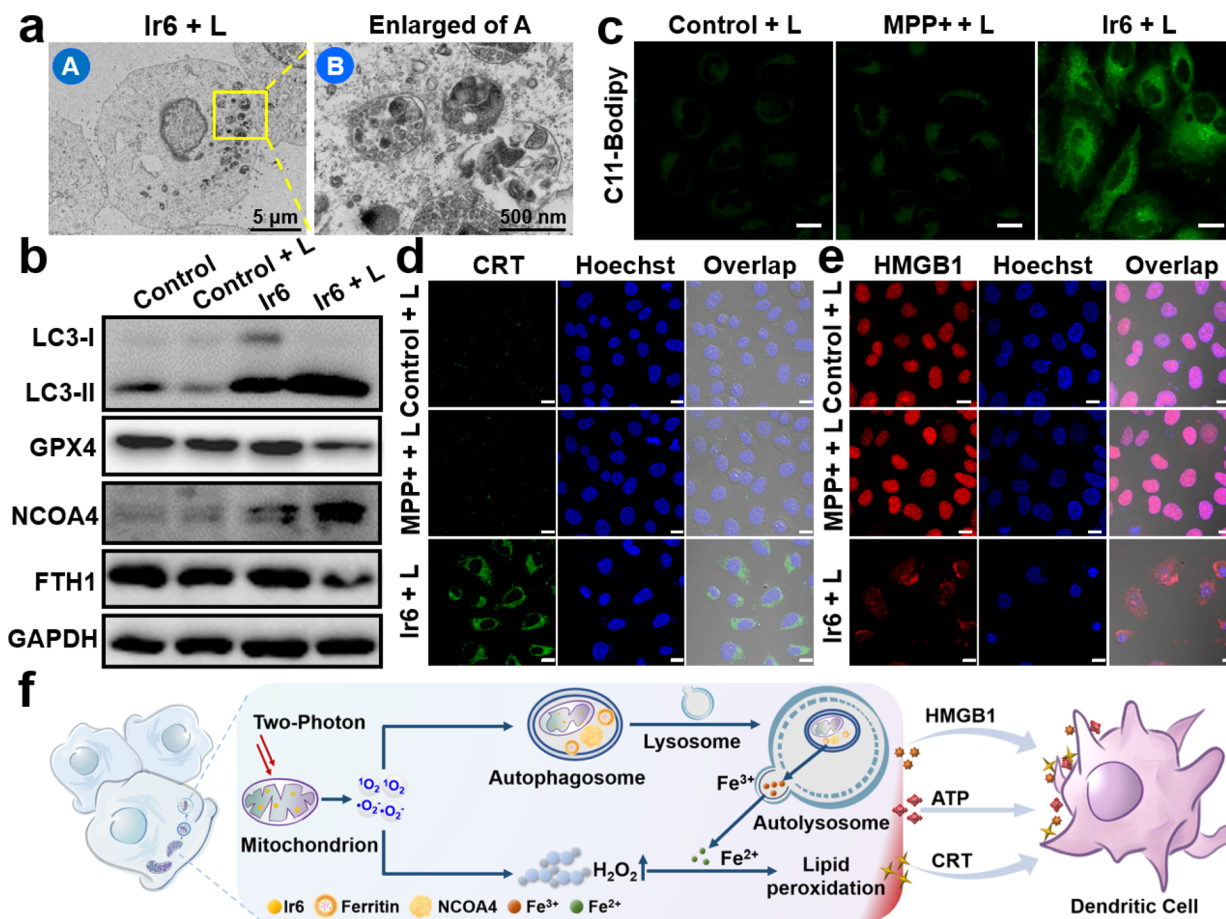 a
Ir6 + L
Enlarged of A
A
B
5 μm
500 nm
c
Control + L
MPP+ + L
Ir6 + L
C11-Bodipy
b
Control
Control + L
Ir6
Ir6 + L
LC3-I
LC3-II
GPX4
NCOA4
FTH1
GAPDH
d
CRT
Hoechst
Overlap
Control + L
MPP+ + L
Ir6 + L
e
HMGB1
Hoechst
Overlap
Control + L
MPP+ + L
Ir6 + L
f
Two-Photon
Mitochondrion
¹O₂ ¹O₂
•O₂⁻ •O₂⁻
Autophagosome
Lysosome
Fe³⁺
Autolysosome
H₂O₂
Fe²⁺
Lipid
peroxidation
HMGB1
ATP
CRT
Dendritic Cell
Ir6 Ferritin NCOA4 Fe³⁺ Fe²⁺